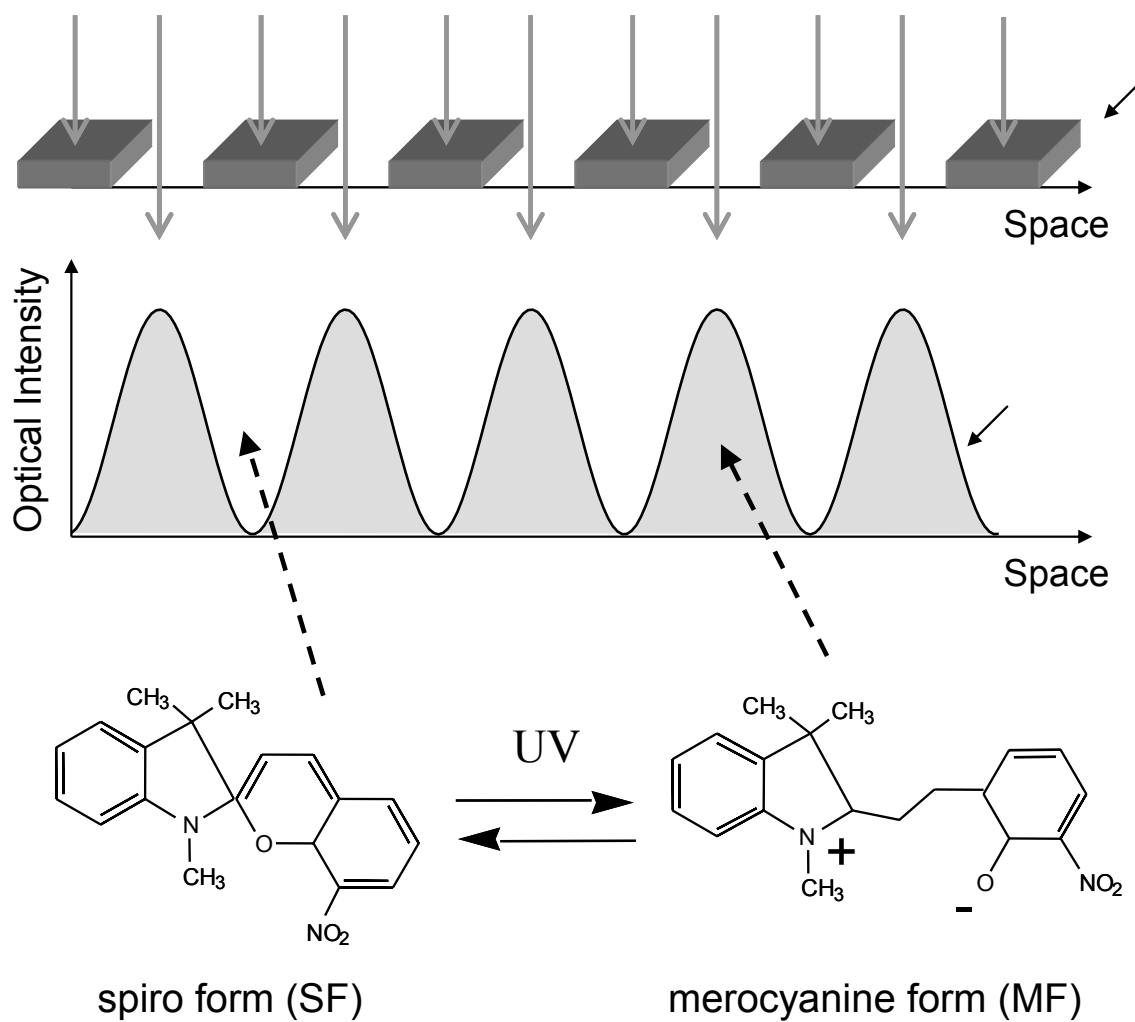 Space
Optical Intensity
Space
CH3
CH3
N
CH3
O
NO2
UV
CH3
CH3
N
+
CH3
O
-
NO2
spiro form (SF)
merocyanine form (MF)